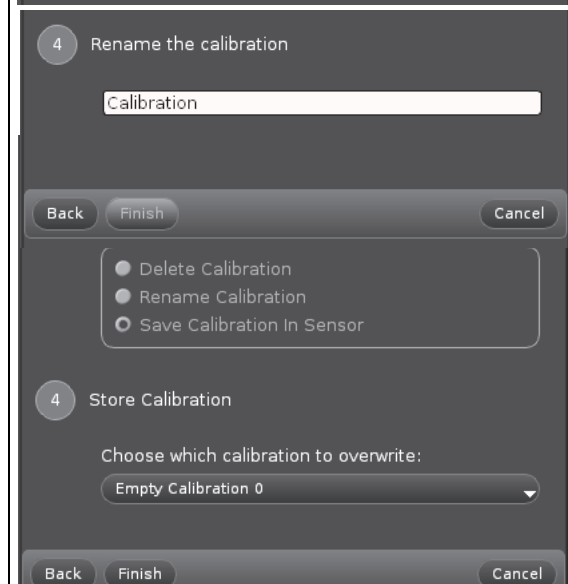 4 Rename the calibration
Calibration
Back Finish Cancel
Delete Calibration
Rename Calibration
Save Calibration In Sensor
4 Store Calibration
Choose which calibration to overwrite:
Empty Calibration 0
Back Finish Cancel